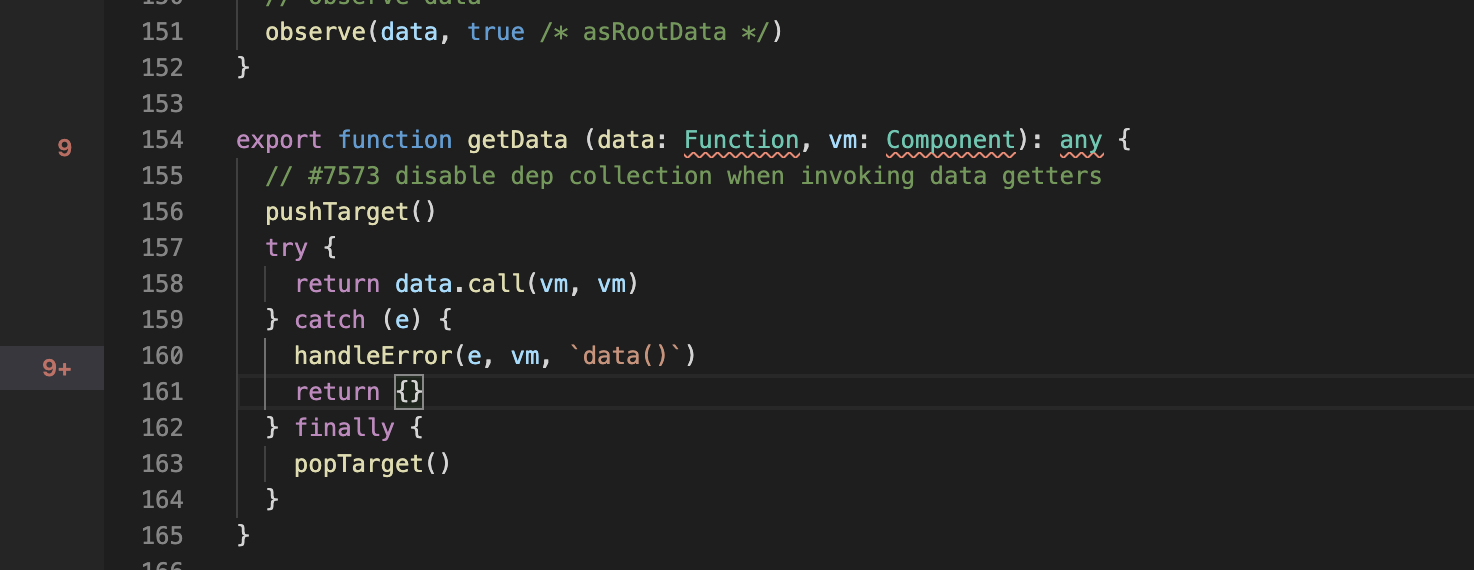 150 // observe data
151 observe(data, true /* asRootData */)
152 }
153
9 154 export function getData (data: Function, vm: Component): any {
155 // #7573 disable dep collection when invoking data getters
156 pushTarget()
157 try {
158 return data.call(vm, vm)
159 } catch (e) {
160 handleError(e, vm, `data()`)
9+
161 return {}
162 } finally {
163 popTarget()
164 }
165 }
166